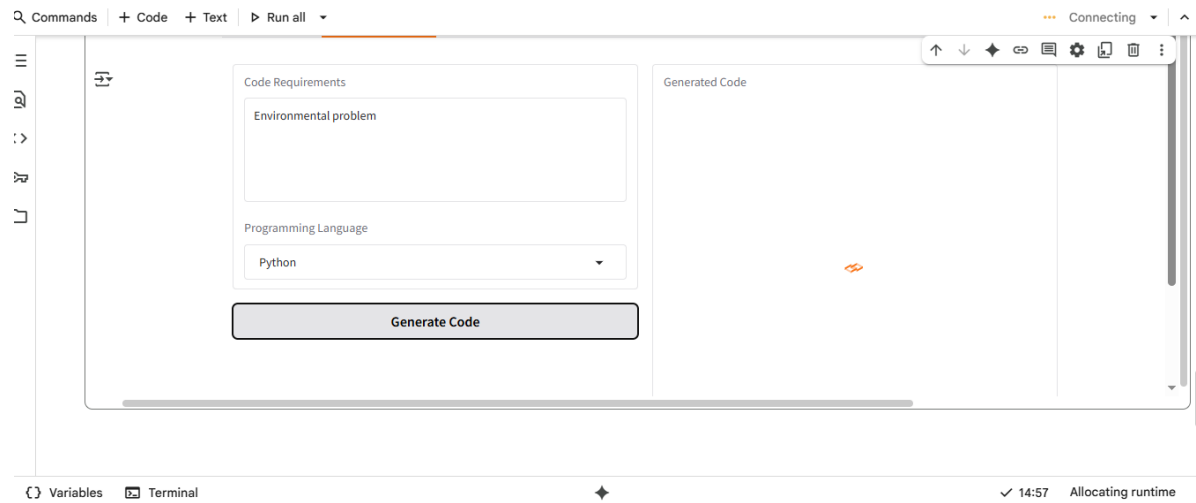 Commands + Code + Text Run all Connecting
Code Requirements
Environmental problem
Programming Language
Python
Generate Code
Generated Code
Variables Terminal 14:57 Allocating runtime